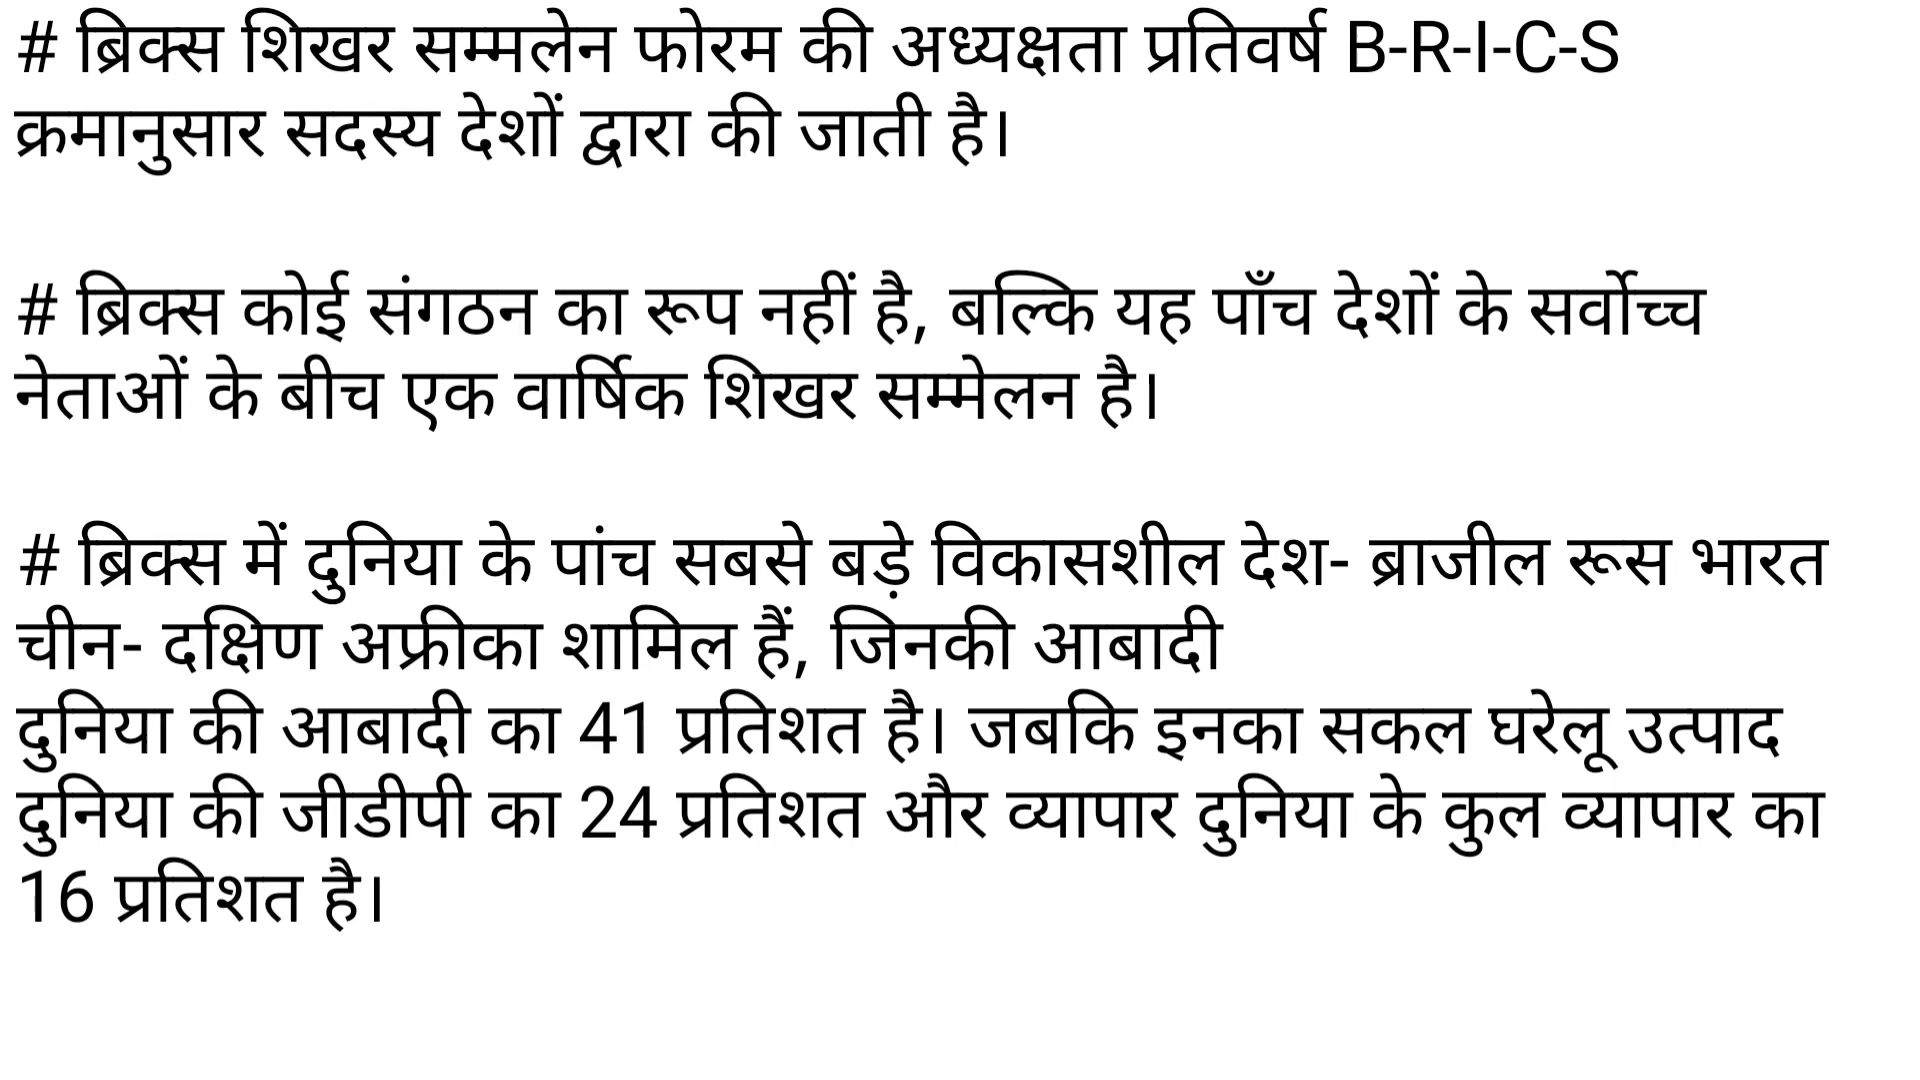 # ब्रिक्स शिखर सम्मलेन फोरम की अध्यक्षता प्रतिवर्ष B-R-I-C-S
क्रमानुसार सदस्य देशों द्वारा की जाती है।
# ब्रिक्स कोई संगठन का रूप नहीं है, बल्कि यह पाँच देशों के सर्वोच्च
नेताओं के बीच एक वार्षिक शिखर सम्मेलन है।
# ब्रिक्स में दुनिया के पांच सबसे बड़े विकासशील देश- ब्राजील रूस भारत
चीन- दक्षिण अफ्रीका शामिल हैं, जिनकी आबादी
दुनिया की आबादी का 41 प्रतिशत है। जबकि इनका सकल घरेलू उत्पाद
दुनिया की जीडीपी का 24 प्रतिशत और व्यापार दुनिया के कुल व्यापार का
16 प्रतिशत है।